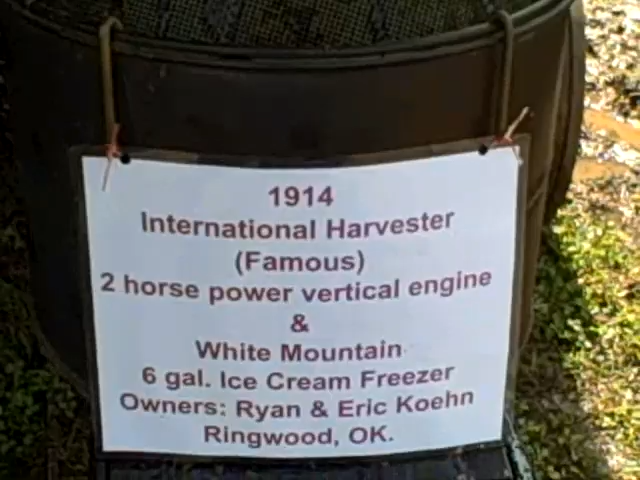 1914
International Harvester
(Famous)
2 horse power vertical engine
&
White Mountain
6 gal. Ice Cream Freezer
Owners: Ryan & Eric Koehn
Ringwood, OK.